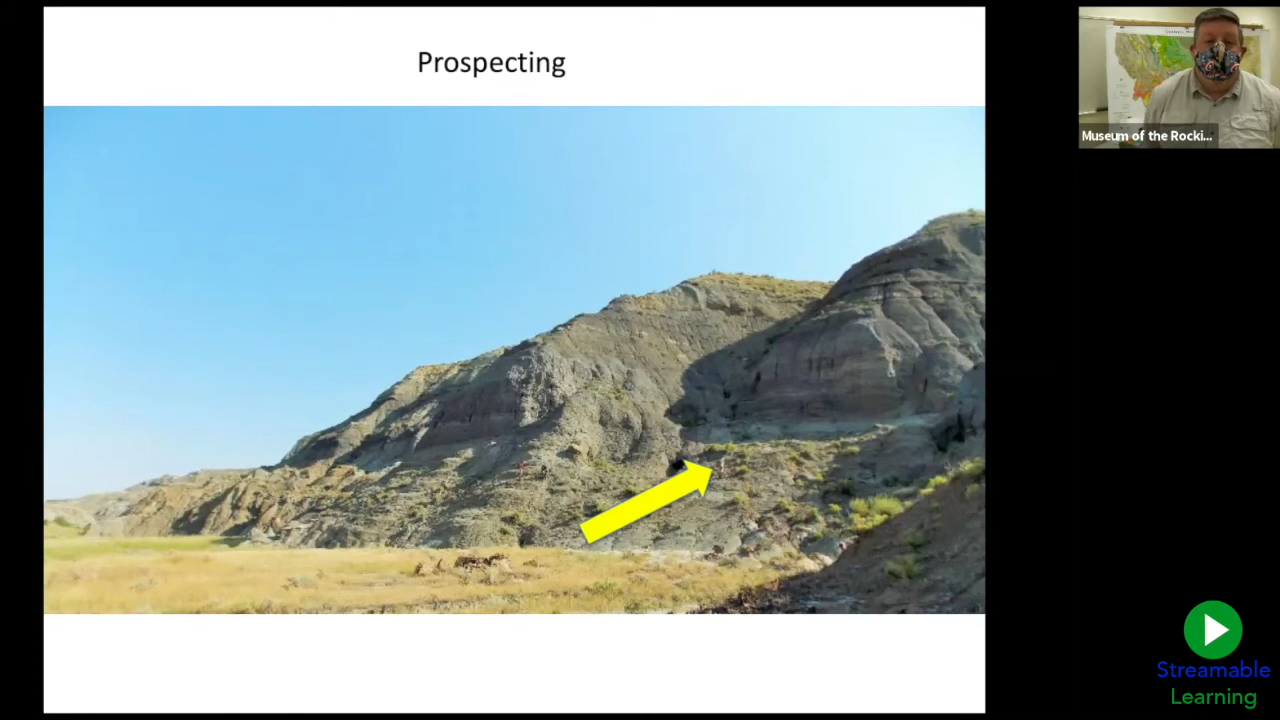 Prospecting
Museum of the Rocki...
Streamable
Learning